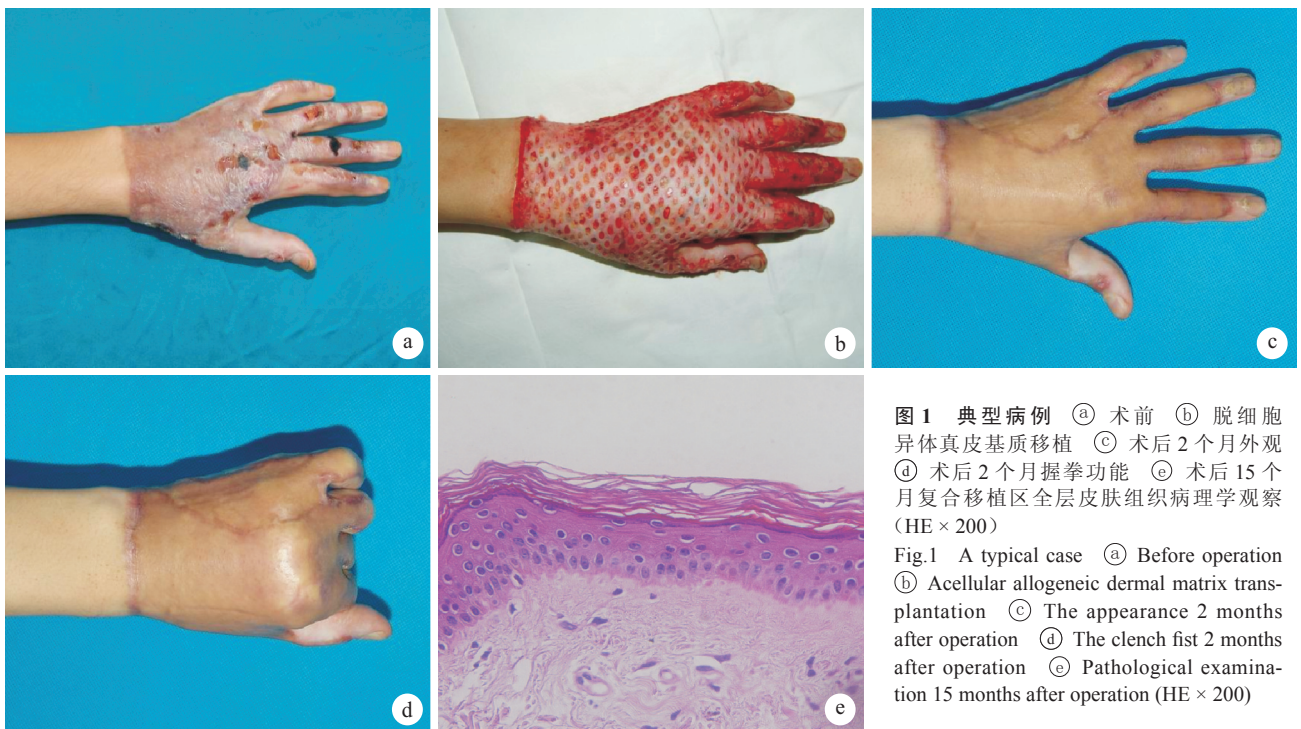 a
b
c
d
e
图 1 典型病例 ⓐ 术前 ⓑ 脱细胞
异体真皮基质移植 ⓒ 术后 2 个月外观
ⓓ 术后 2 个月握拳功能 ⓔ 术后 15 个
月复合移植区全层皮肤组织病理学观察
（HE × 200）
Fig.1 A typical case ⓐ Before operation
ⓑ Acellular allogeneic dermal matrix trans-
plantation ⓒ The appearance 2 months
after operation ⓓ The clench fist 2 months
after operation ⓔ Pathological examina-
tion 15 months after operation (HE × 200)